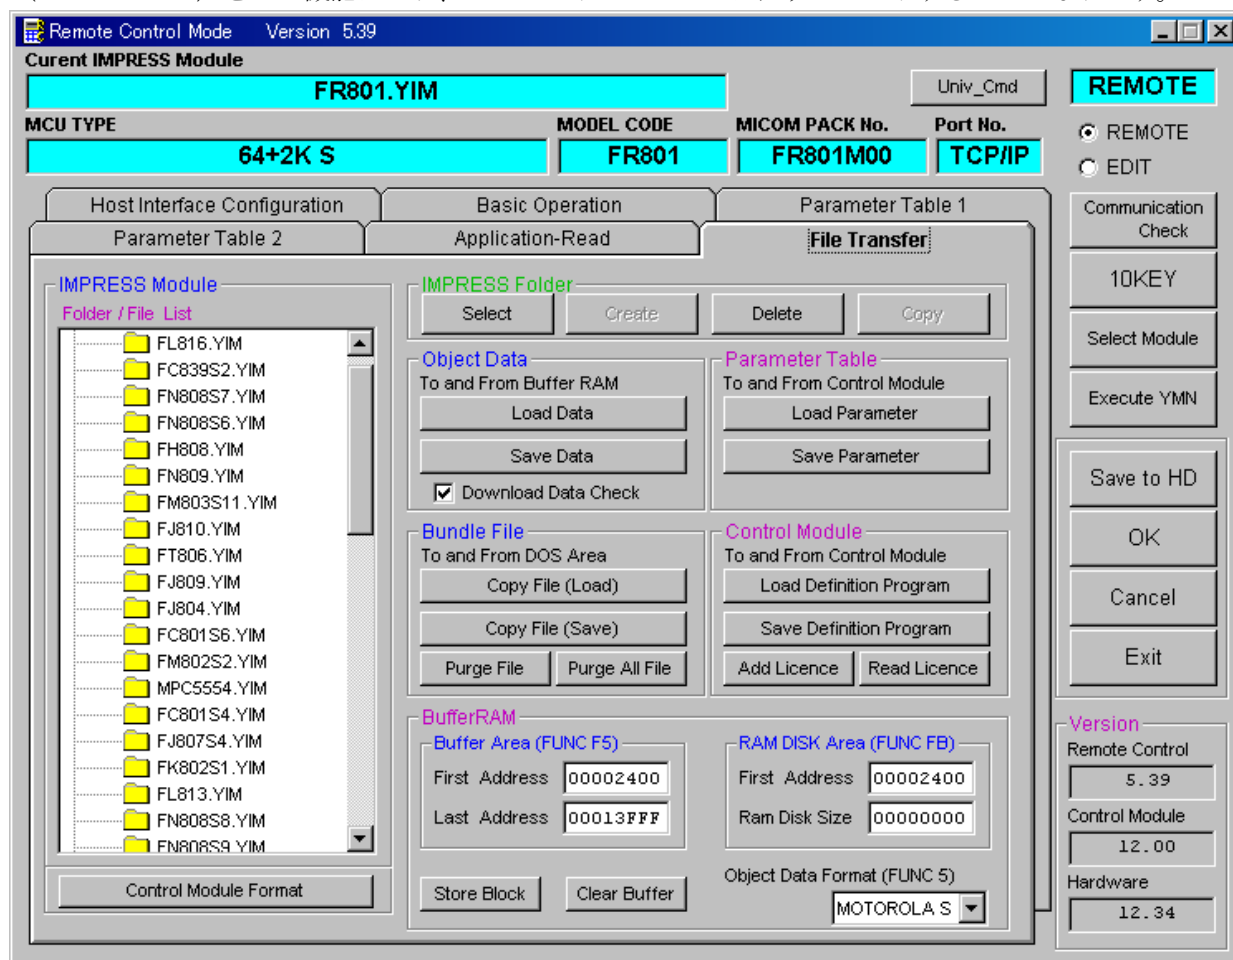 Remote Control Mode Version 5.39
Curent IMPRESS Module
FR801.YIM
Univ_Cmd
REMOTE
MCU TYPE
MODEL CODE
MICOM PACK No.
Port No.
64+2K S
FR801
FR801M00
TCP/IP
REMOTE
EDIT
Host Interface Configuration
Basic Operation
Parameter Table 1
Parameter Table 2
Application-Read
File Transfer
Communication
Check
10KEY
Select Module
Execute YMN
Save to HD
OK
Cancel
Exit
IMPRESS Module
Folder / File List
FL816.YIM
FC839S2.YIM
FN808S7.YIM
FN808S6.YIM
FH808.YIM
FN809.YIM
FM803S11.YIM
FJ810.YIM
FT806.YIM
FJ809.YIM
FJ804.YIM
FC801S6.YIM
FM802S2.YIM
MPC5554.YIM
FC801S4.YIM
FJ807S4.YIM
FK802S1.YIM
FL813.YIM
FN808S8.YIM
FN808S9.YIM
Control Module Format
IMPRESS Folder
Select
Create
Delete
Copy
Object Data
To and From Buffer RAM
Load Data
Save Data
Download Data Check
Parameter Table
To and From Control Module
Load Parameter
Save Parameter
Bundle File
To and From DOS Area
Copy File (Load)
Copy File (Save)
Purge File
Purge All File
Control Module
To and From Control Module
Load Definition Program
Save Definition Program
Add Licence
Read Licence
BufferRAM
Buffer Area (FUNC F5)
First Address 00002400
Last Address 00013FFF
RAM DISK Area (FUNC FB)
First Address 00002400
Ram Disk Size 00000000
Store Block
Clear Buffer
Object Data Format (FUNC 5)
MOTOROLA S
Version
Remote Control
5.39
Control Module
12.00
Hardware
12.34